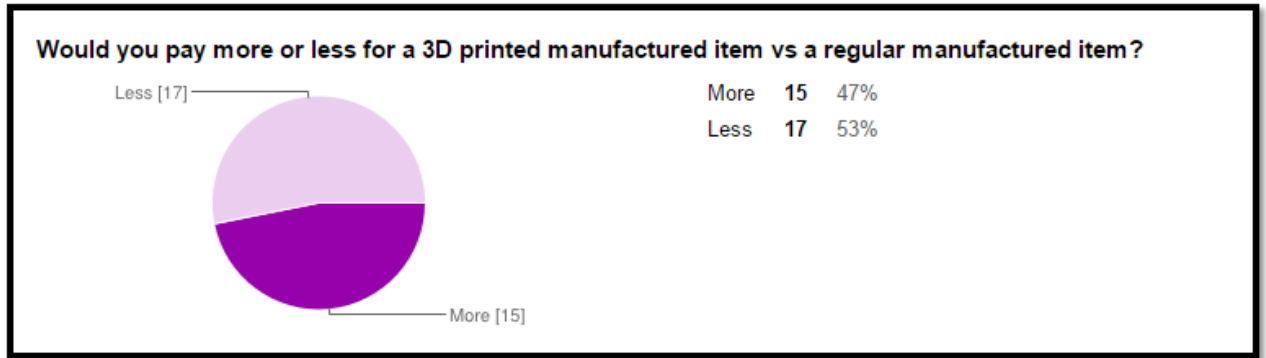 Would you pay more or less for a 3D printed manufactured item vs a regular manufactured item?
Less [17]
More 15 47%
Less 17 53%
More [15]